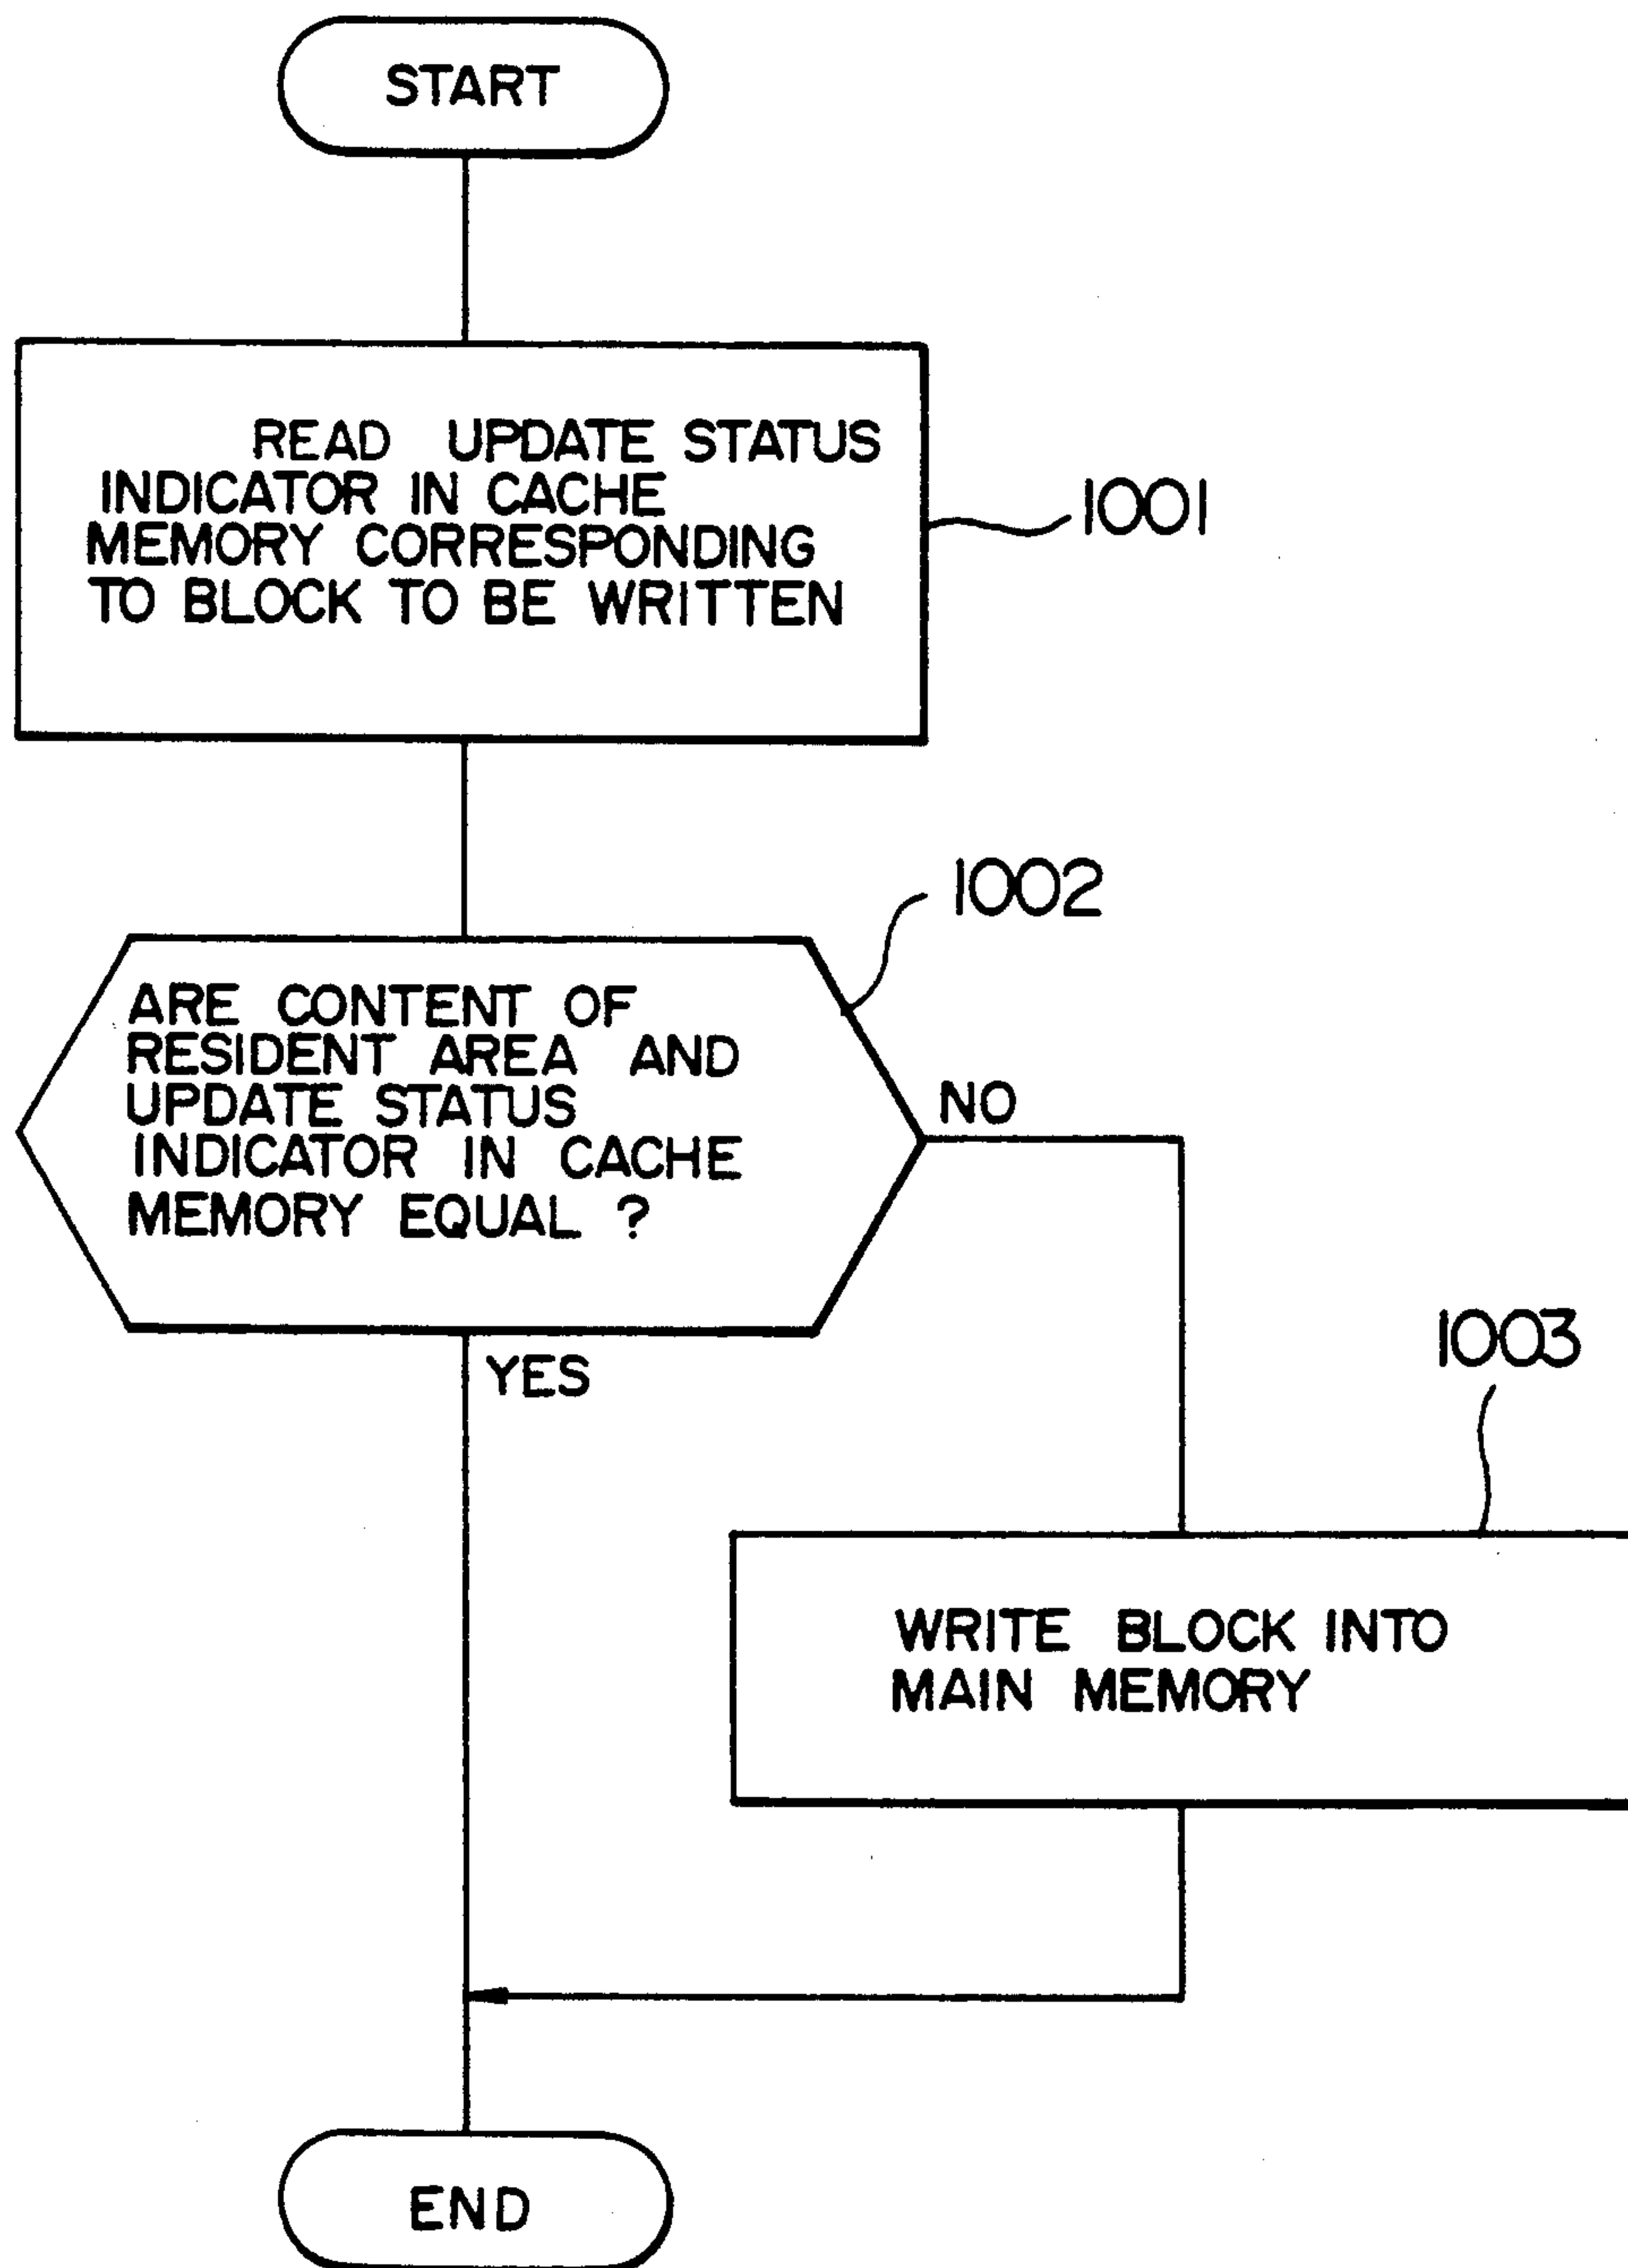 START
READ UPDATE STATUS
INDICATOR IN CACHE
MEMORY CORRESPONDING
TO BLOCK TO BE WRITTEN
1001
1002
ARE CONTENT OF
RESIDENT AREA AND
UPDATE STATUS
INDICATOR IN CACHE
MEMORY EQUAL ?
NO
YES
1003
WRITE BLOCK INTO
MAIN MEMORY
END